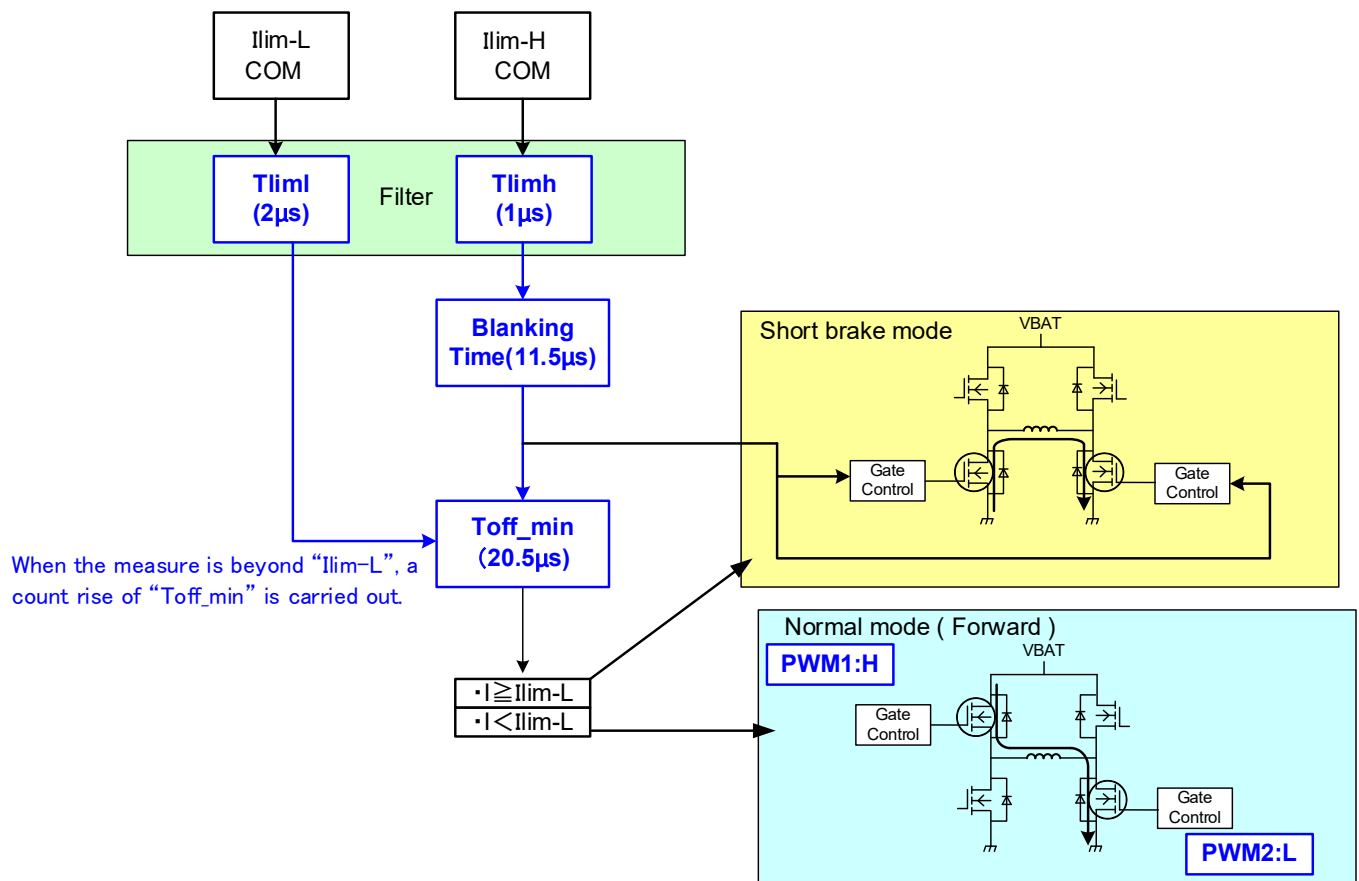 Ilim-L
COM
Ilim-H
COM
Tliml
(2µs)
Filter
Tlimh
(1µs)
Blanking
Time(11.5µs)
Toff_min
(20.5µs)
When the measure is beyond “Ilim-L”, a
count rise of “Toff_min” is carried out.
・I≧Ilim-L
・I<Ilim-L
Short brake mode
VBAT
Gate
Control
Gate
Control
Normal mode ( Forward )
VBAT
PWM1:H
Gate
Control
Gate
Control
PWM2:L